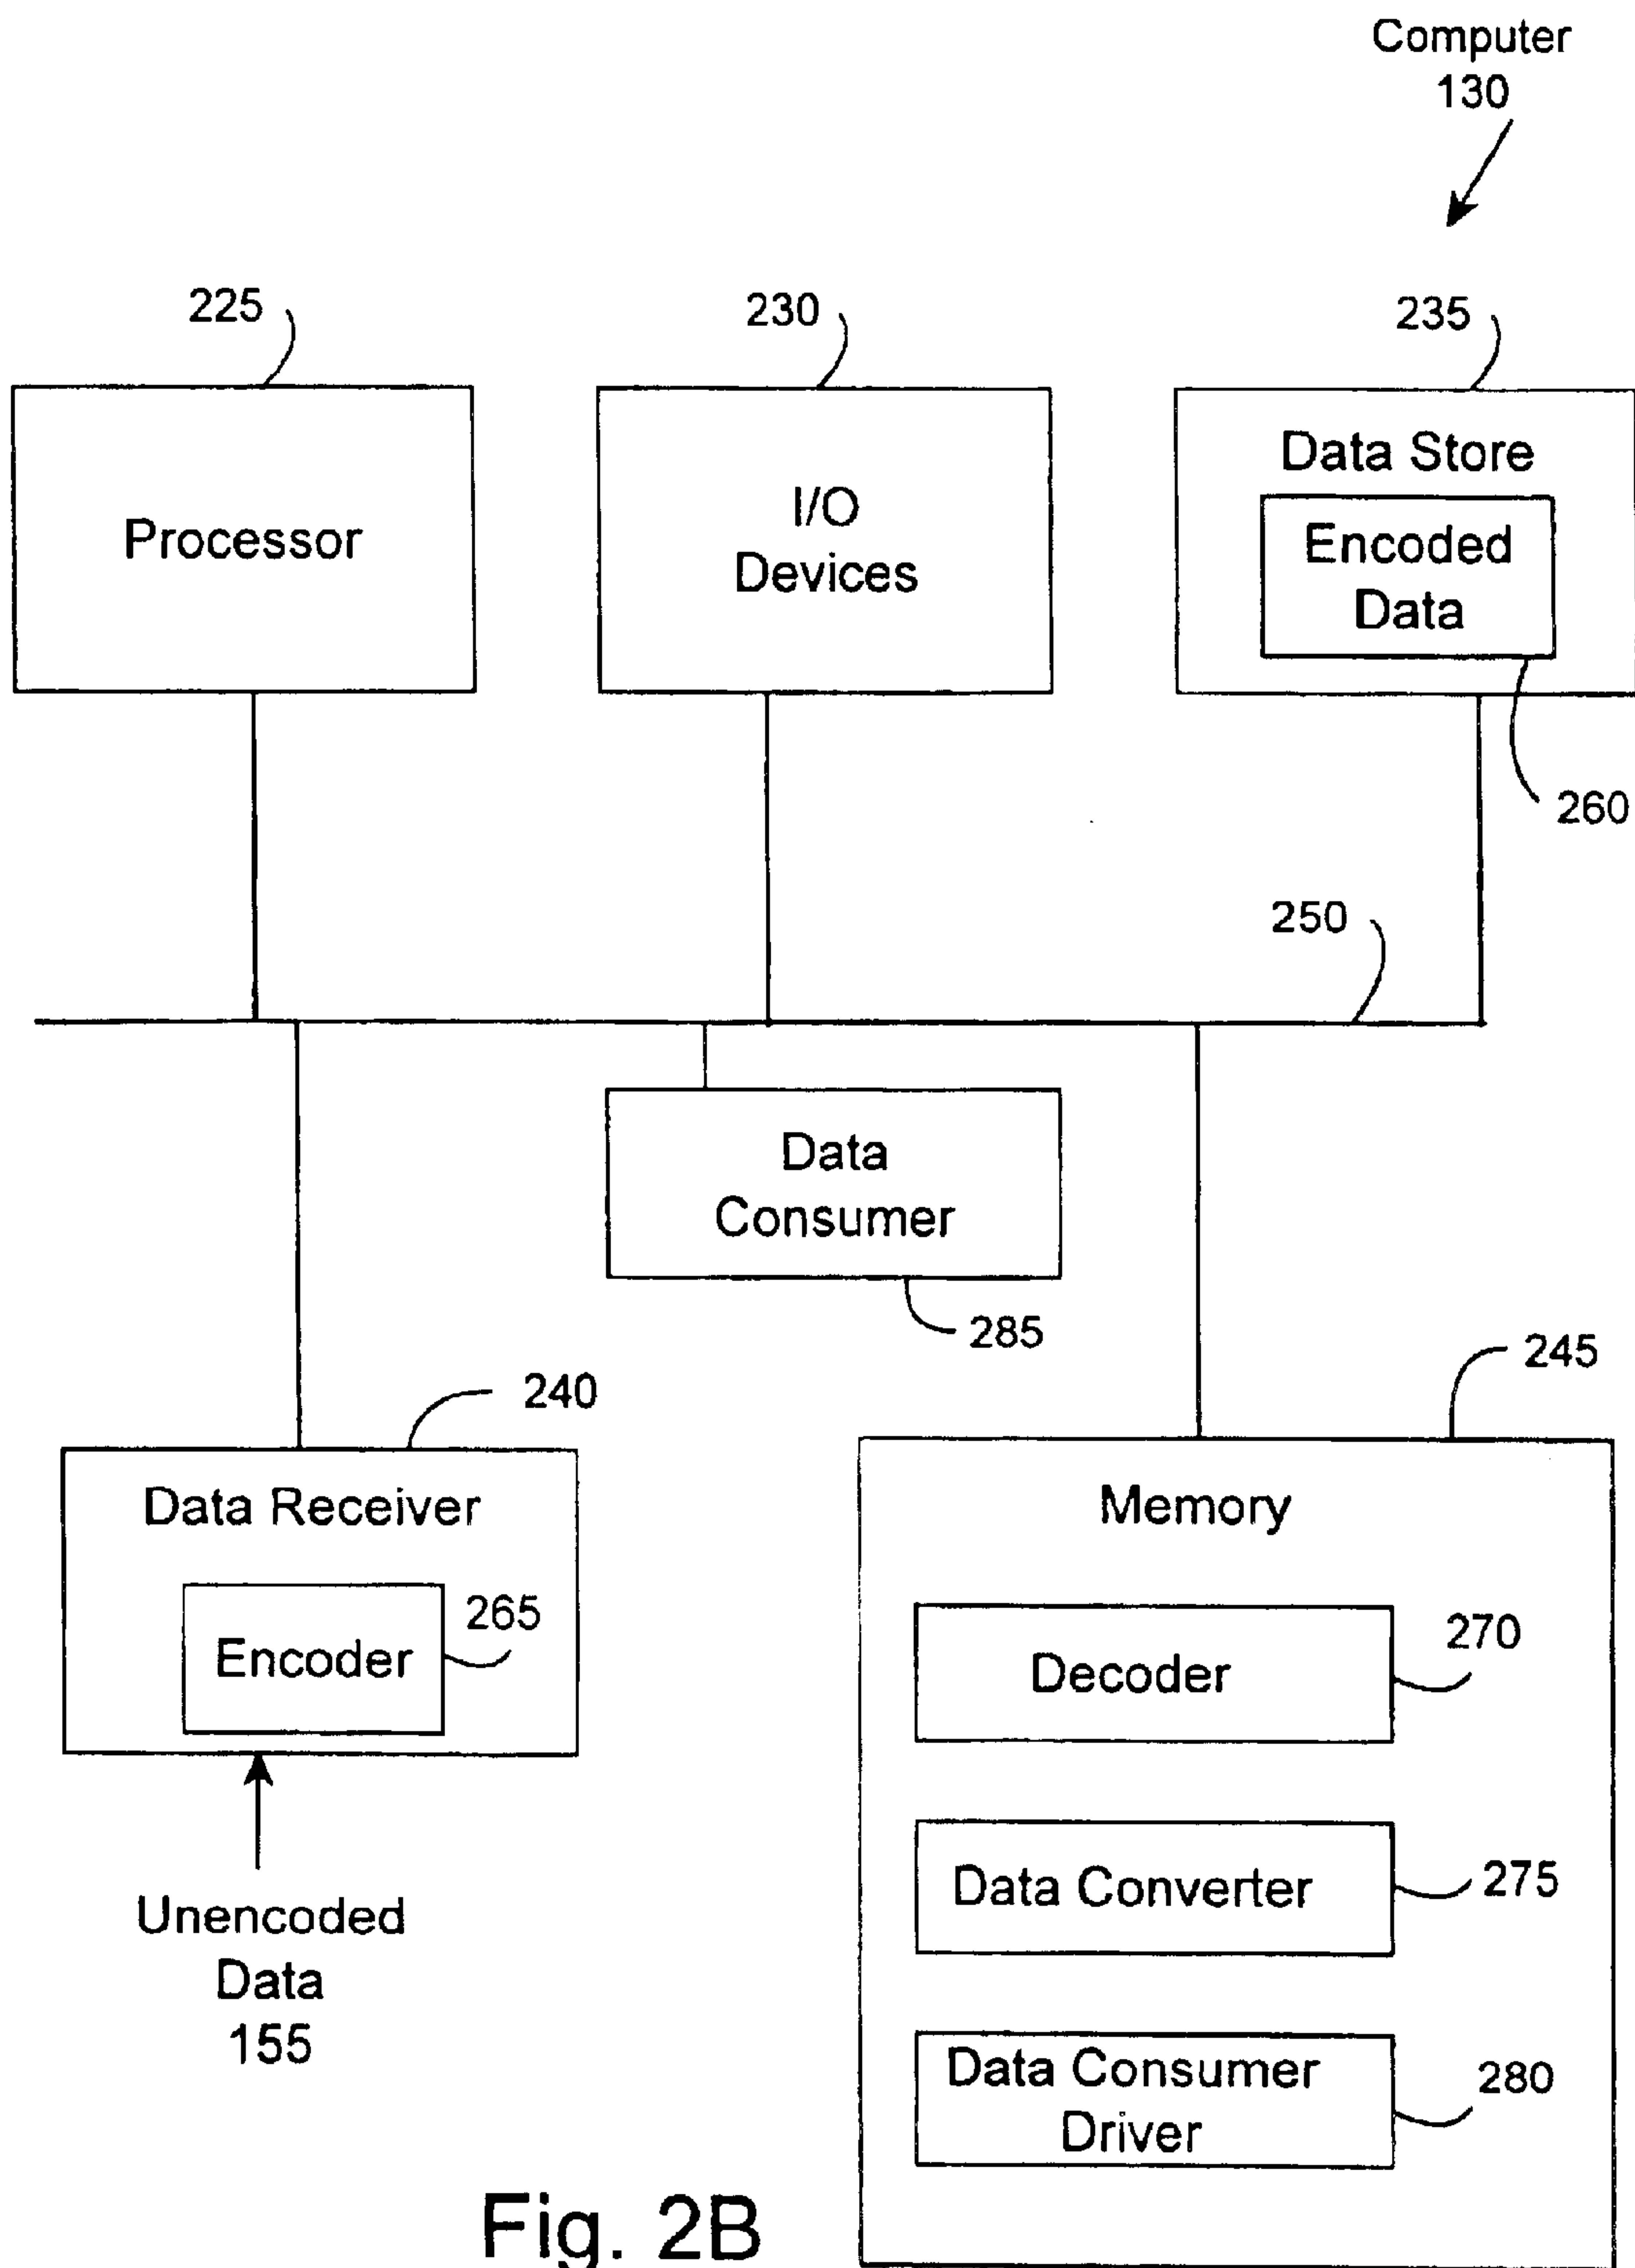 Computer
130
225
230
235
Processor
I/O
Devices
Data Store
Encoded
Data
260
250
Data
Consumer
285
240
245
Data Receiver
265
Encoder
Memory
270
Decoder
Data Converter
275
Unencoded
Data
155
Data Consumer
Driver
280
Fig. 2B